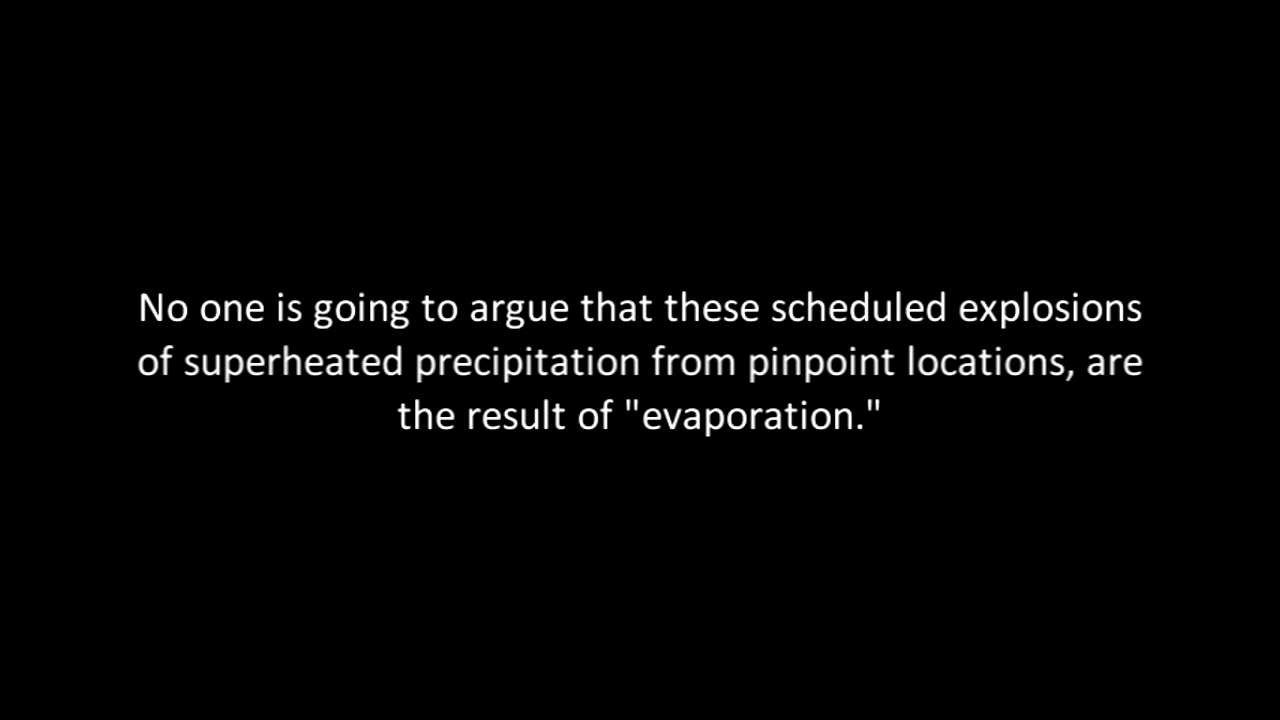 No one is going to argue that these scheduled explosions
of superheated precipitation from pinpoint locations, are
the result of "evaporation."